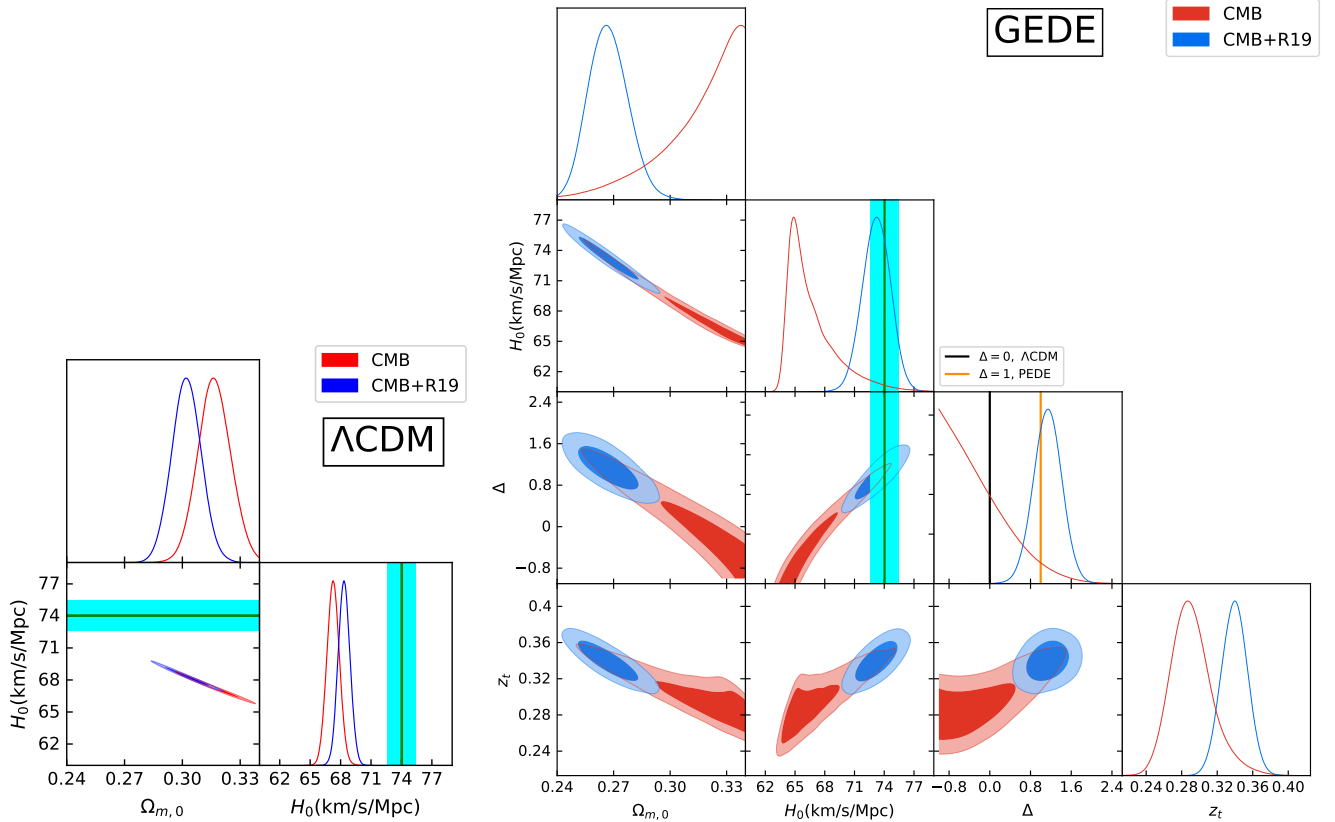 GEDE
CMB
CMB+R19
77
74
71
68
65
62
H₀(km/s/Mpc)
Δ = 0, ΛCDM
Δ = 1, PEDE
CMB
CMB+R19
ΛCDM
2.4
1.6
0.8
0
−0.8
Δ
77
74
71
68
65
62
H₀(km/s/Mpc)
0.4
0.36
0.32
0.28
0.24
z_t
0.24 0.30 0.33
Ω_{m,0}
62 65 68 71 74 77
H₀(km/s/Mpc)
0.24 0.27 0.30 0.33
Ω_{m,0}
62 65 68 71 74 77
H₀(km/s/Mpc)
−0.8 0.0 0.8 1.6 2.4
Δ
0.24 0.28 0.32 0.36 0.40
z_t